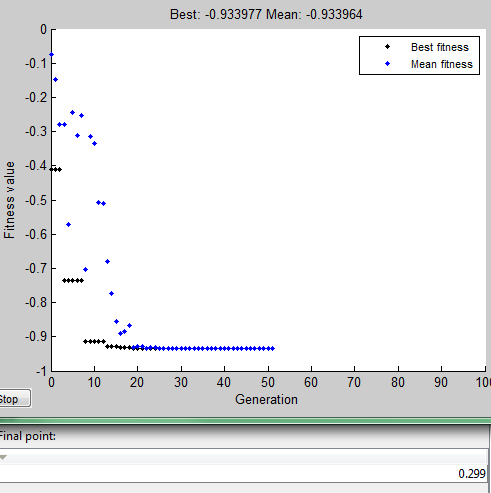 Best: -0.933977 Mean: -0.933964
0
Best fitness
Mean fitness
-0.1
-0.2
-0.3
-0.4
-0.5
-0.6
-0.7
-0.8
-0.9
-1
Fitness value
0 10 20 30 40 50 60 70 80 90 100
Generation
Stop
Final point:
0.299